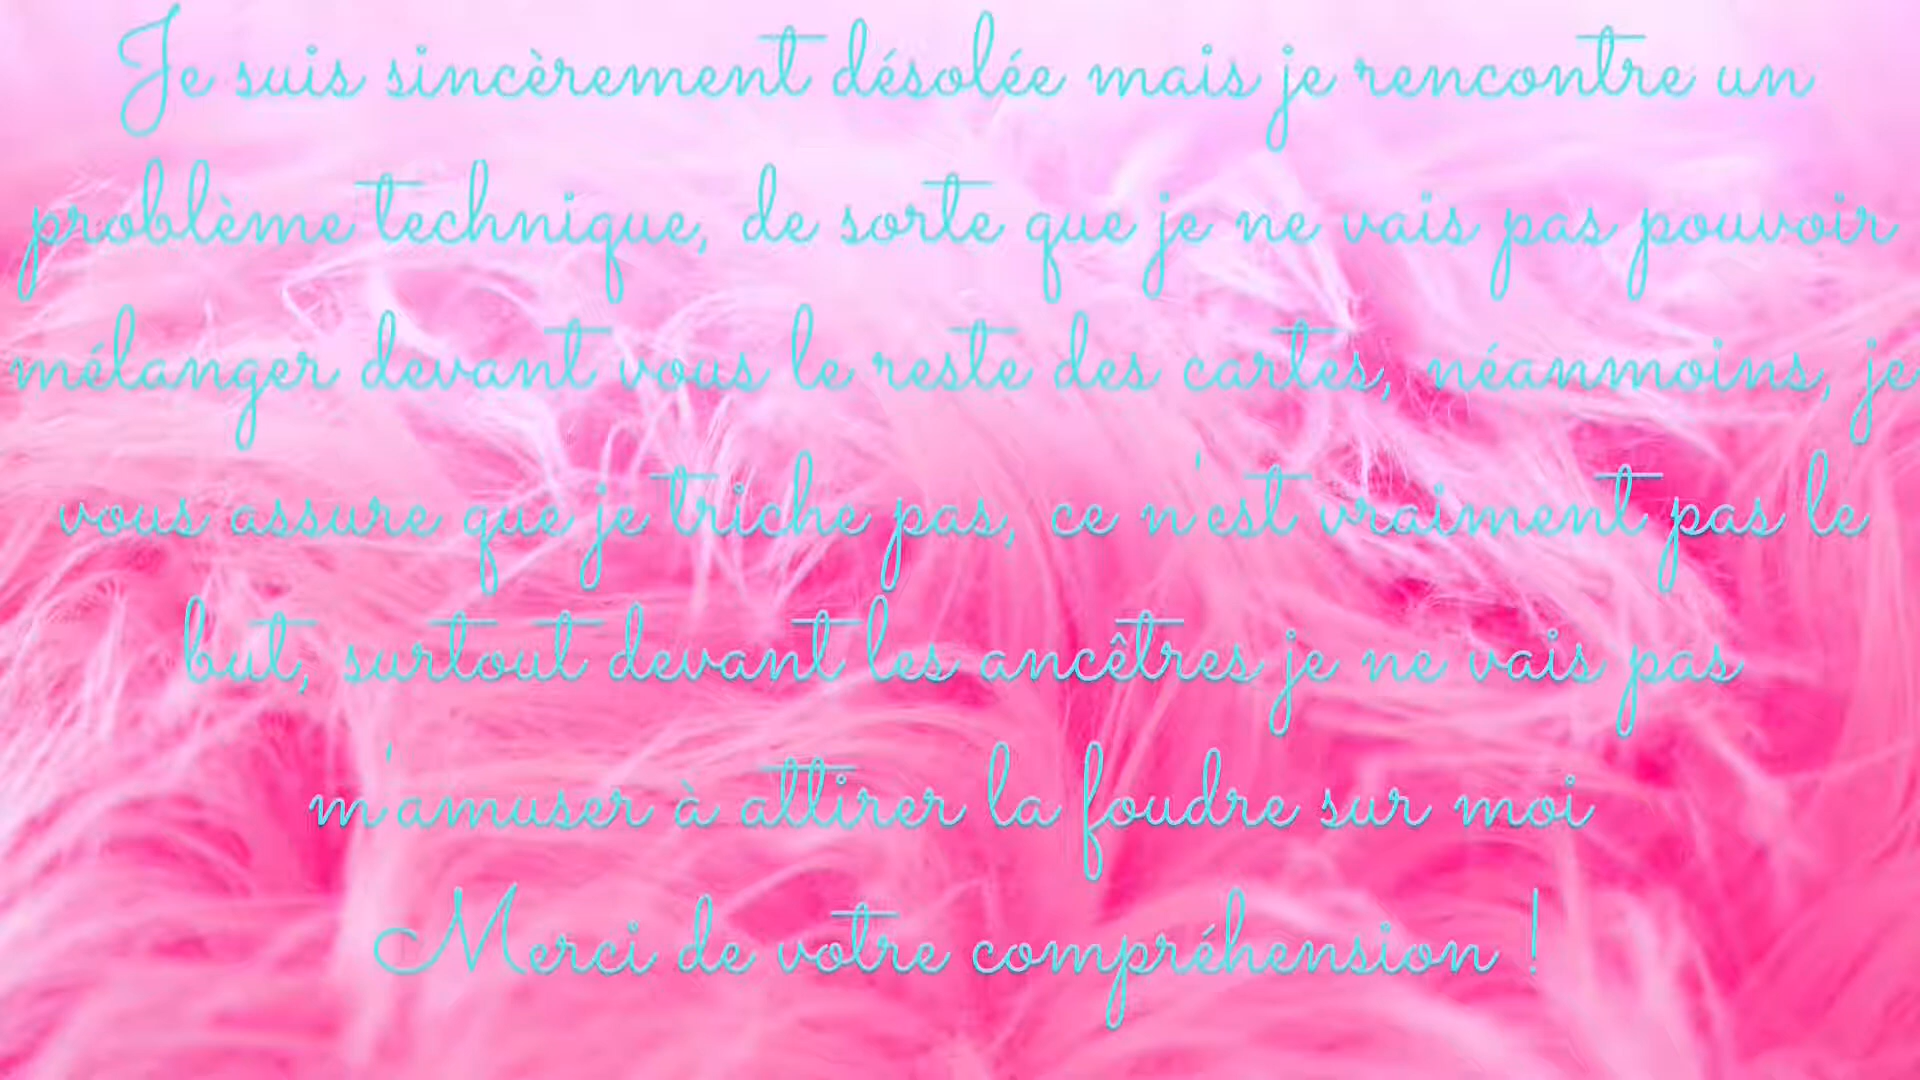 Je suis sincèrement désolée mais je rencontre un
problème technique, de sorte que je ne vais pas pouvoir
mélanger devant vous le reste des cartes, néanmoins, je
vous assure que je triche pas, ce n'est vraiment pas le
but, surtout devant les ancêtres je ne vais pas
m'amuser à attirer la foudre sur moi
Merci de votre compréhension !